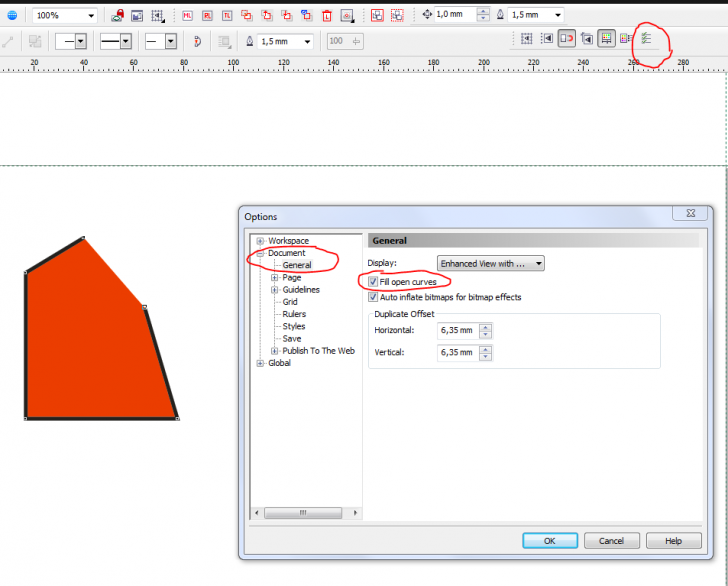 100%
ML PL TL
1,0 mm
1,5 mm
1,5 mm
100
20 40 60 80 100 120 140 160 180 200 220 240 260 280
Options
Workspace
Document
General
Page
Guidelines
Grid
Rulers
Styles
Save
Publish To The Web
Global
General
Display: Enhanced View with ...
Fill open curves
Auto inflate bitmaps for bitmap effects
Duplicate Offset
Horizontal: 6,35 mm
Vertical: 6,35 mm
OK Cancel Help